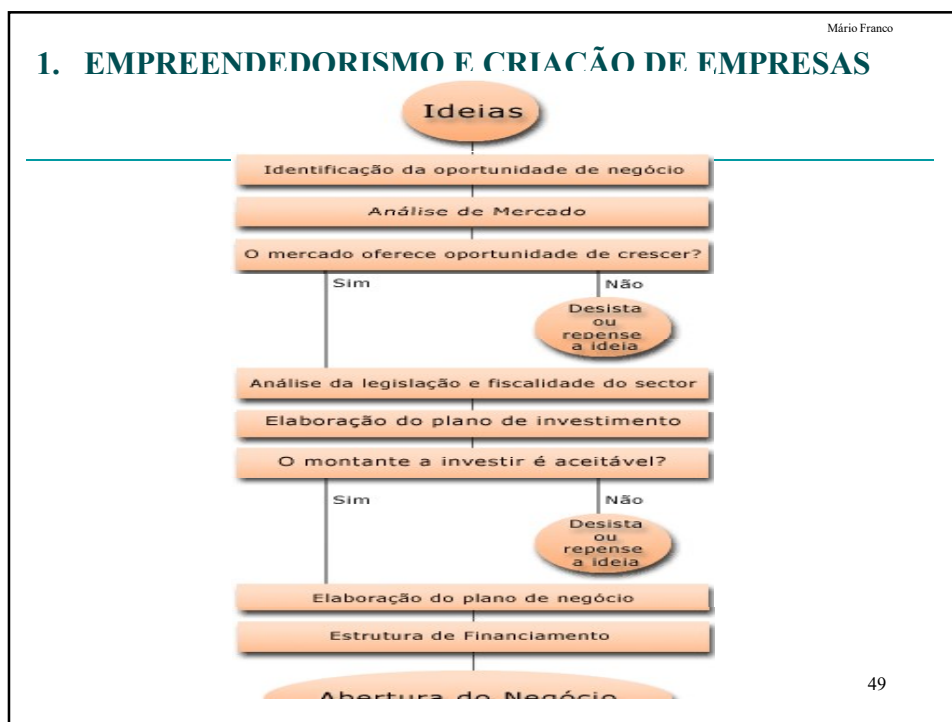 Mário Franco
1. EMPREENDEDORISMO E CRIAÇÃO DE EMPRESAS
Ideias
Identificação da oportunidade de negócio
Análise de Mercado
O mercado oferece oportunidade de crescer?
Sim
Não
Desista
ou
repense
a ideia
Análise da legislação e fiscalidade do sector
Elaboração do plano de investimento
O montante a investir é aceitável?
Sim
Não
Desista
ou
repense
a ideia
Elaboração do plano de negócio
Estrutura de Financiamento
Abertura do Negócio
49